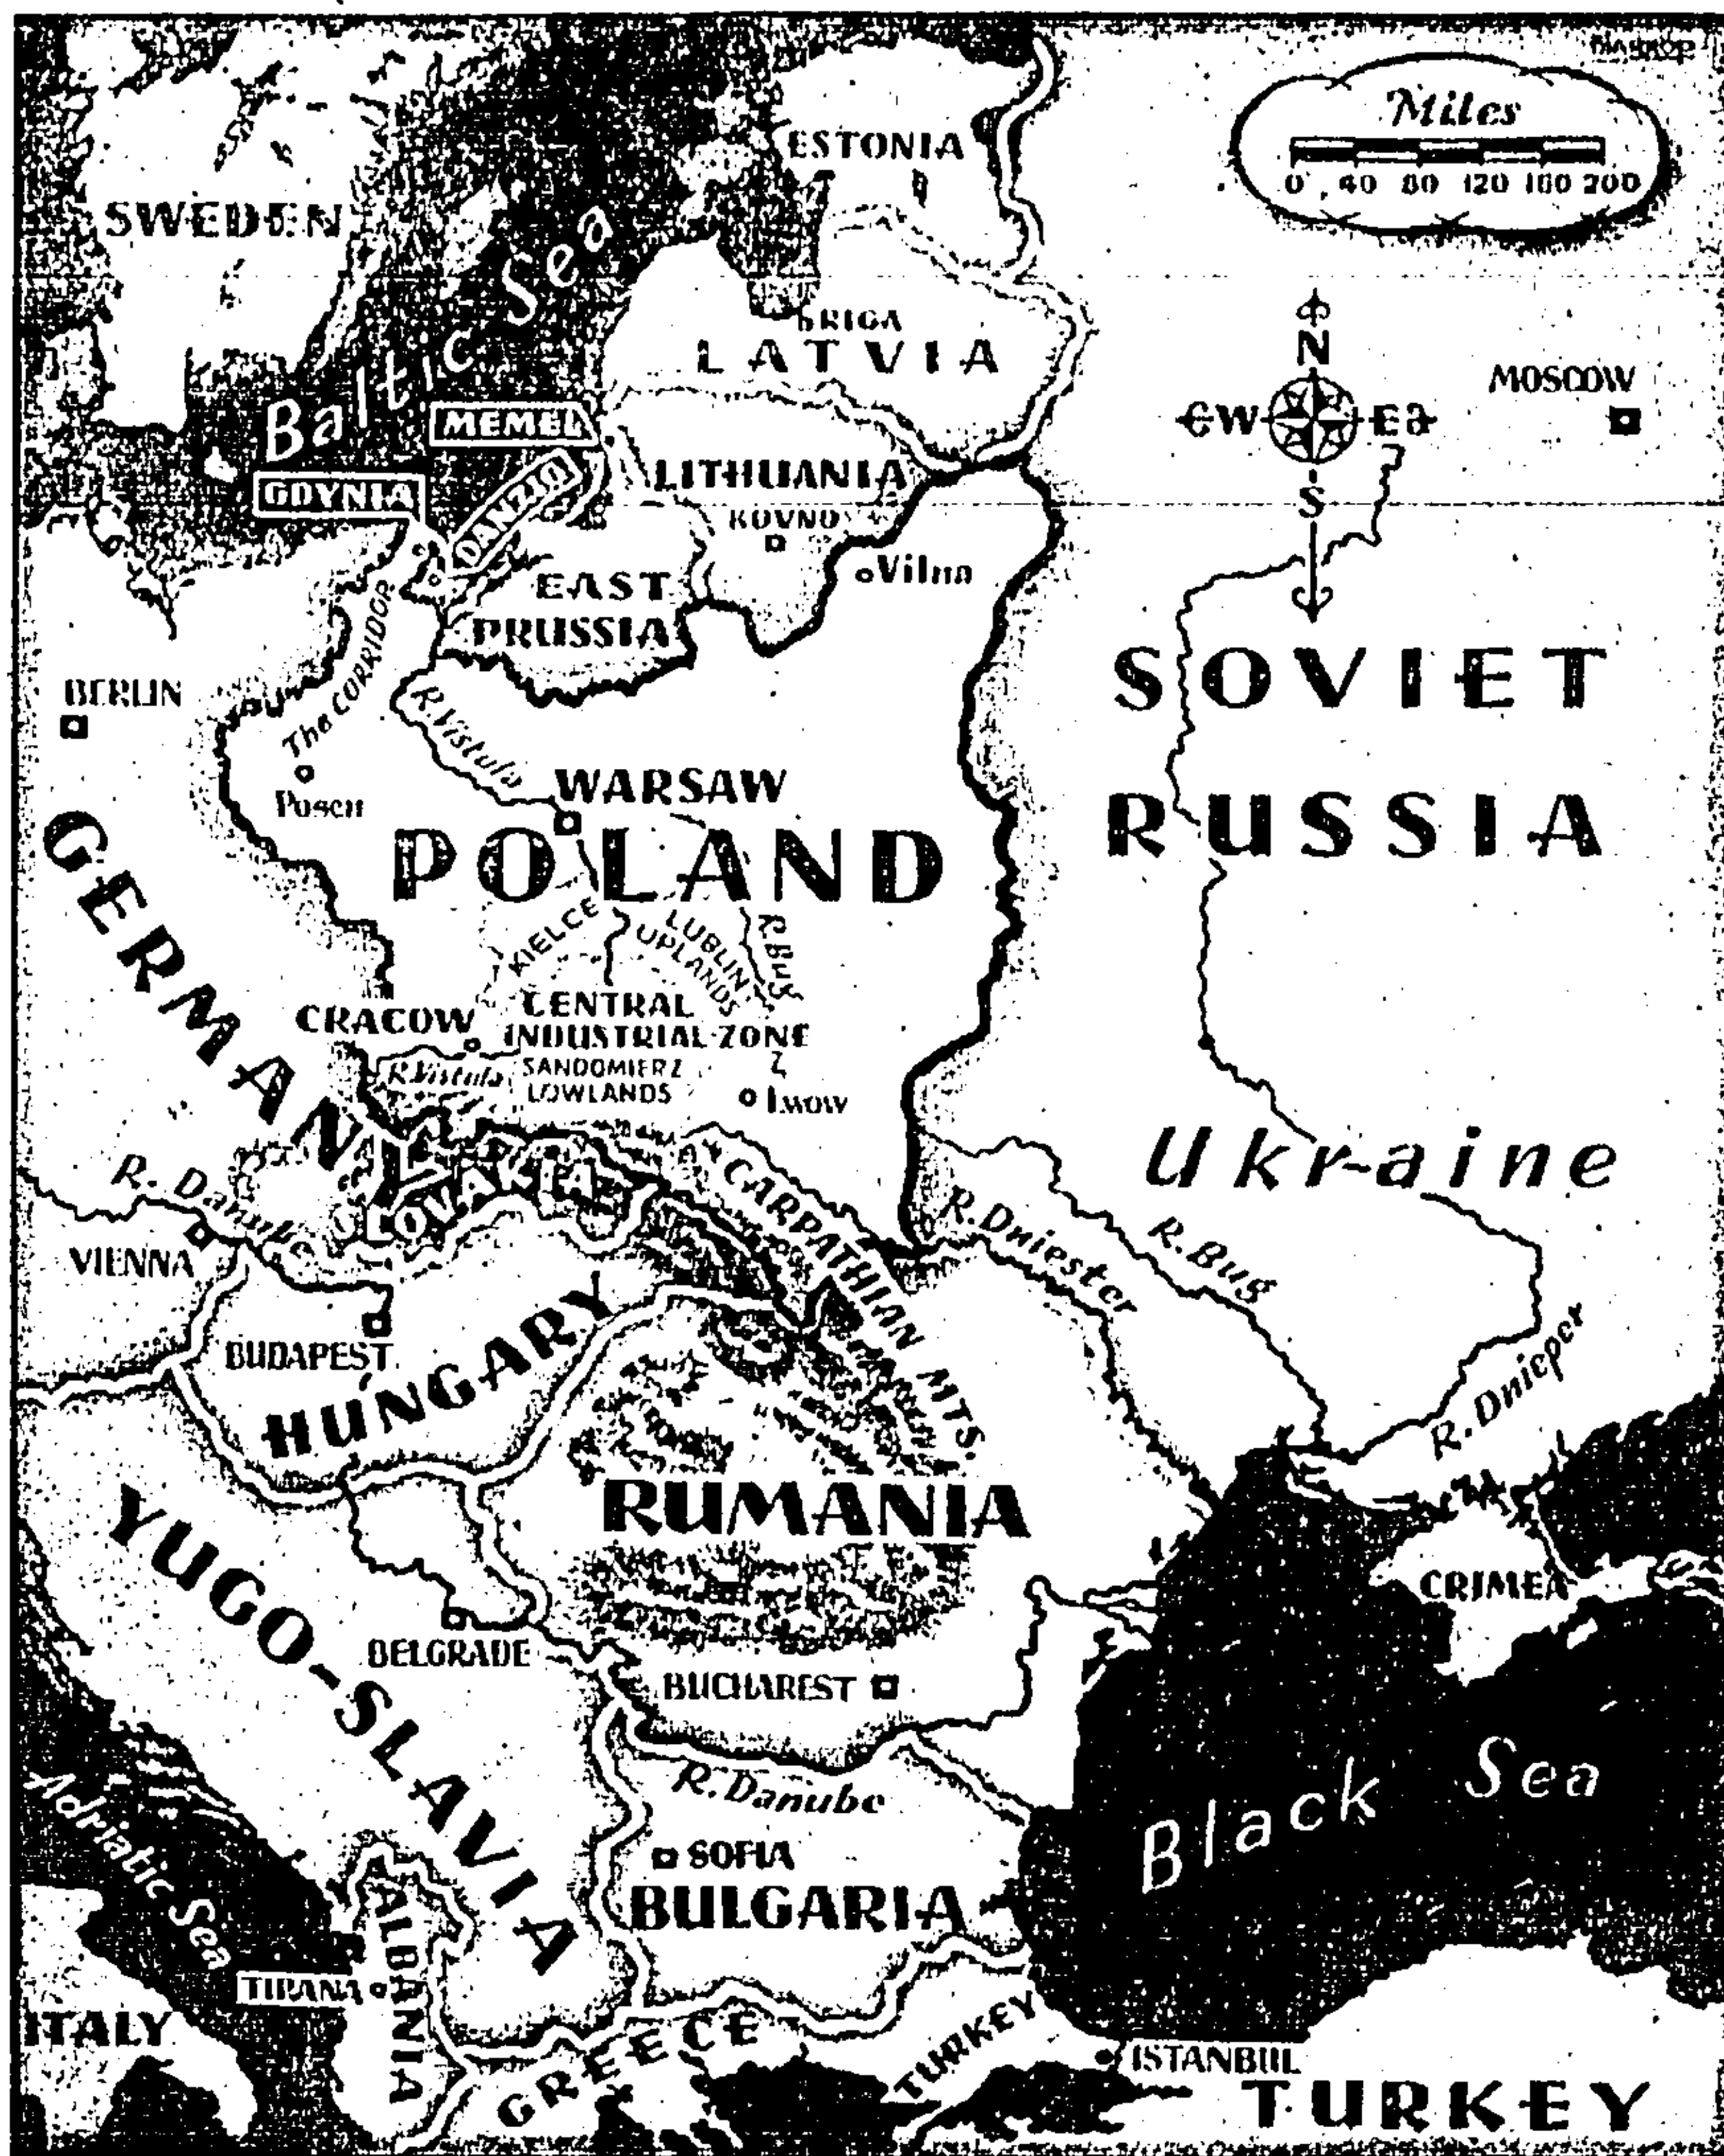 Miles
0 40 80 120 160 200
ESTONIA
SWEDEN
Baltic Sea
RIGA
LATVIA
N
W
S
MOSCOW
MEMEL
GDYNIA
DANZIG
LITHUANIA
KOVNO
Vilna
EAST
PRUSSIA
The CORRIDOR
BERLIN
R. Vistula
SOVIET
RUSSIA
Posen
WARSAW
POLAND
GERMANY
KIELCE
LUBLIN
UPLANDS
R. Bug
CRACOW
CENTRAL
INDUSTRIAL ZONE
R. Vistula
SANDOMIERZ
LOWLANDS
Lwow
Ukraine
R. Danube
SLOVAKIA
CARPATHIAN MTS.
R. Dniester
R. Bug
R. Dnieper
VIENNA
BUDAPEST
HUNGARY
RUMANIA
YUGO-SLAVIA
BELGRADE
BUCHAREST
CRIMEA
R. Danube
Black Sea
Adriatic Sea
SOFIA
BULGARIA
ALBANIA
TIRANA
ITALY
GREECE
TURKEY
ISTANBUL
TURKEY